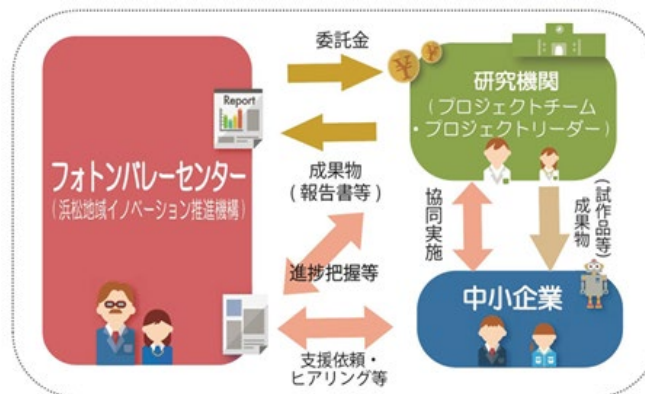 委託金
Report
研究機関
(プロジェクトチーム
・プロジェクトリーダー)
フォトンバレーセンター
(浜松地域イノベーション推進機構)
成果物
(報告書等)
協同実施
成果物
(試作品等)
進捗把握等
中小企業
支援依頼・
ヒアリング等